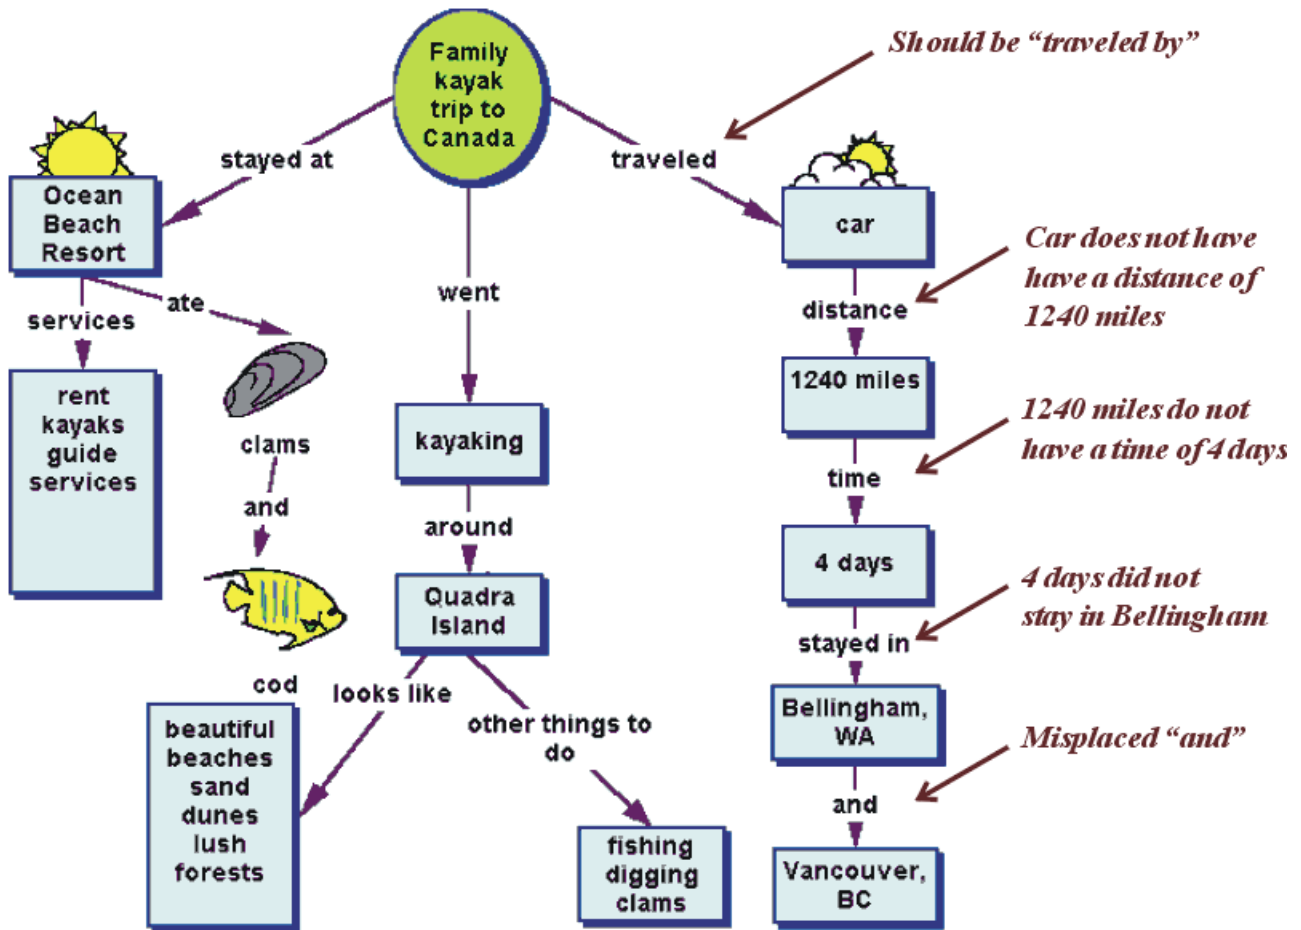 Family
kayak
trip to
Canada
Should be “traveled by”
stayed at
traveled
Ocean
Beach
Resort
car
Car does not have
have a distance of
1240 miles
went
ate
services
distance
rent
kayaks
guide
services
clams
and
cod
kayaking
around
Quadra
Island
looks like
beautiful
beaches
sand
dunes
lush
forests
other things to
do
fishing
digging
clams
1240 miles
1240 miles do not
have a time of 4 days
time
4 days
4 days did not
stay in Bellingham
stayed in
Bellingham,
WA
Misplaced “and”
and
Vancouver,
BC